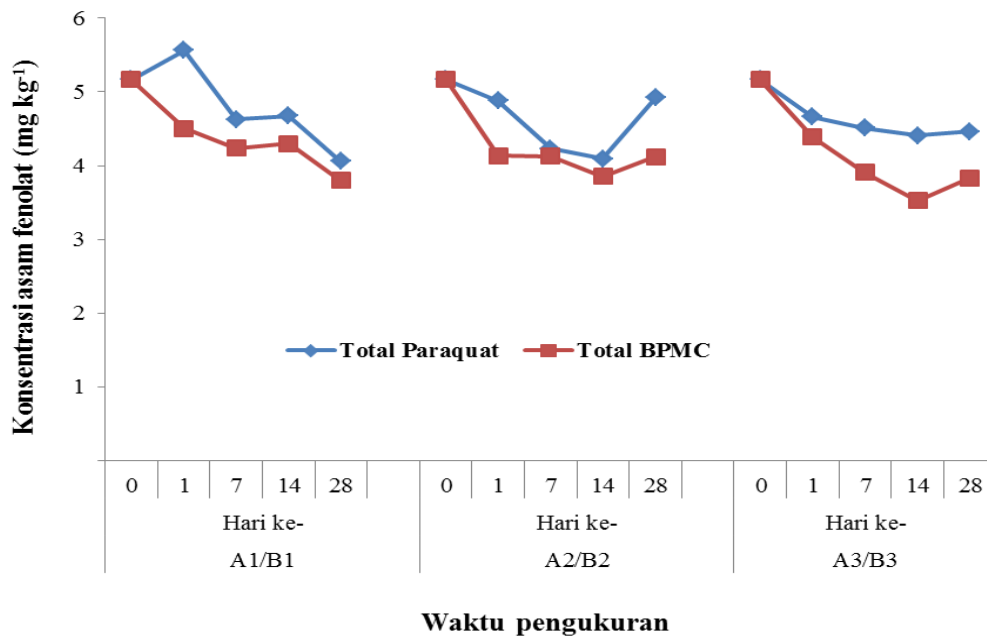 Konsentrasi asam fenolat (mg kg-1)
6
5
4
3
2
1
Total Paraquat Total BPMC
0 1 7 14 28 0 1 7 14 28 0 1 7 14 28
Hari ke- Hari ke- Hari ke-
A1/B1 A2/B2 A3/B3
Waktu pengukuran